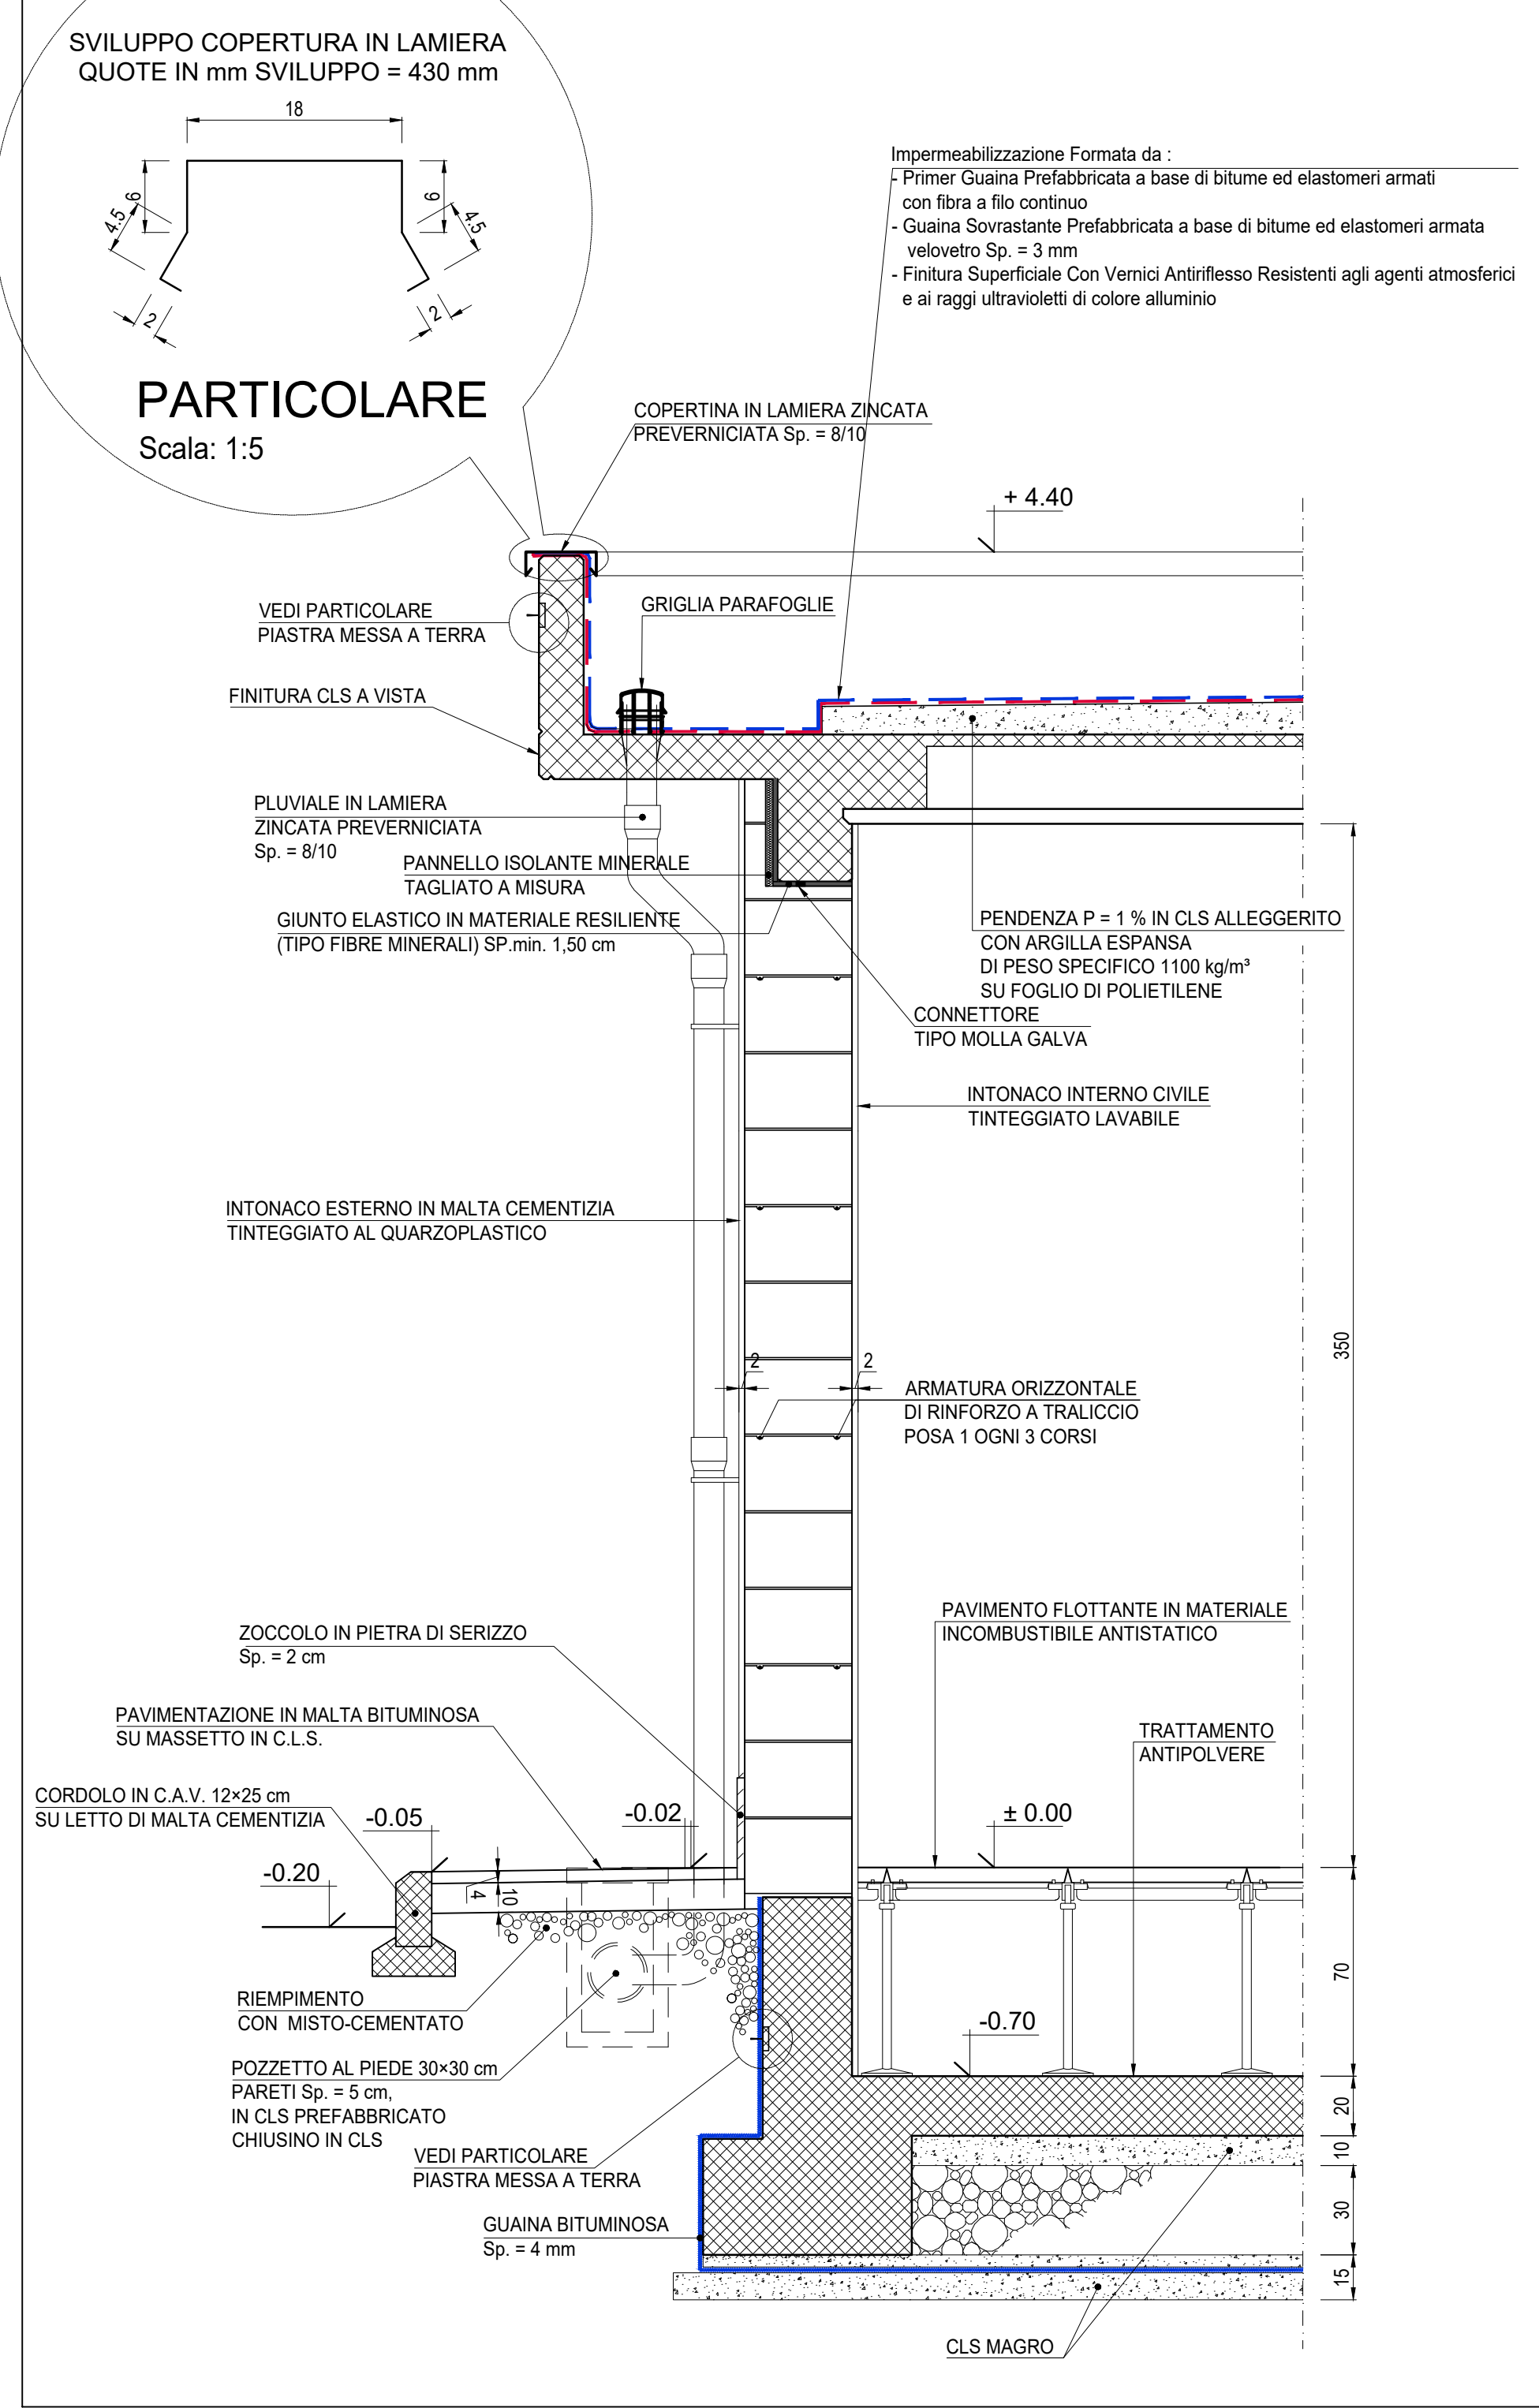 SVILUPPO COPERTURA IN LAMIERA
QUOTE IN mm SVILUPPO = 430 mm
18
6
6
4.5
4.5
2
2
PARTICOLARE
Scala: 1:5
Impermeabilizzazione Formata da :
- Primer Guaina Prefabbricata a base di bitume ed elastomeri armati
con fibra a filo continuo
- Guaina Sovrastante Prefabbricata a base di bitume ed elastomeri armata
velovetro Sp. = 3 mm
- Finitura Superficiale Con Vernici Antiriflesso Resistenti agli agenti atmosferici
e ai raggi ultravioletti di colore alluminio
COPERTINA IN LAMIERA ZINCATA
PREVERNICIATA Sp. = 8/10
+ 4.40
VEDI PARTICOLARE
PIASTRA MESSA A TERRA
GRIGLIA PARAFOGLIE
FINITURA CLS A VISTA
PLUVIALE IN LAMIERA
ZINCATA PREVERNICIATA
Sp. = 8/10
PANNELLO ISOLANTE MINERALE
TAGLIATO A MISURA
GIUNTO ELASTICO IN MATERIALE RESILIENTE
(TIPO FIBRE MINERALI) SP.min. 1,50 cm
PENDENZA P = 1 % IN CLS ALLEGGERITO
CON ARGILLA ESPANSA
DI PESO SPECIFICO 1100 kg/m³
SU FOGLIO DI POLIETILENE
CONNETTORE
TIPO MOLLA GALVA
INTONACO INTERNO CIVILE
TINTEGGIATO LAVABILE
INTONACO ESTERNO IN MALTA CEMENTIZIA
TINTEGGIATO AL QUARZOPLASTICO
350
2
2
ARMATURA ORIZZONTALE
DI RINFORZO A TRALICCIO
POSA 1 OGNI 3 CORSI
PAVIMENTO FLOTTANTE IN MATERIALE
INCOMBUSTIBILE ANTISTATICO
ZOCCOLO IN PIETRA DI SERIZZO
Sp. = 2 cm
PAVIMENTAZIONE IN MALTA BITUMINOSA
SU MASSETTO IN C.L.S.
TRATTAMENTO
ANTIPOLVERE
CORDOLO IN C.A.V. 12×25 cm
SU LETTO DI MALTA CEMENTIZIA
-0.05
-0.02
± 0.00
-0.20
4
10
70
RIEMPIMENTO
CON MISTO-CEMENTATO
-0.70
POZZETTO AL PIEDE 30×30 cm
PARETI Sp. = 5 cm,
IN CLS PREFABBRICATO
CHIUSINO IN CLS
20
VEDI PARTICOLARE
PIASTRA MESSA A TERRA
10
30
GUAINA BITUMINOSA
Sp. = 4 mm
15
CLS MAGRO